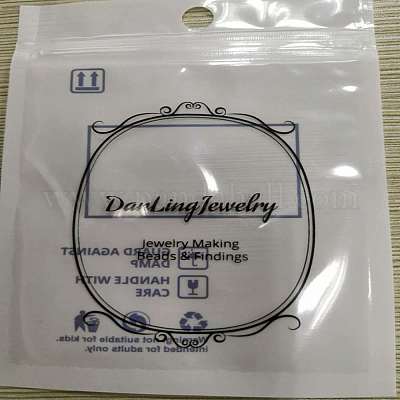 DanLingJewelry
Jewelry Making
Beads & Findings
GUARD AGAINST
DAMP
HANDLE WITH
CARE
Warning not suitable for kids.
intended for adults only.